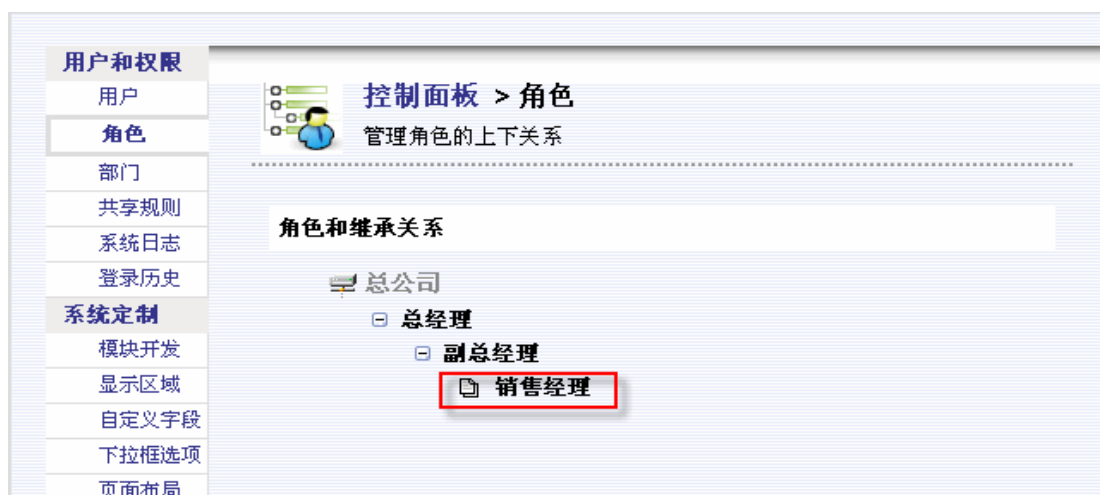 用户和权限
用户
角色
部门
共享规则
系统日志
登录历史
系统定制
模块开发
显示区域
自定义字段
下拉框选项
页面布局
控制面板 > 角色
管理角色的上下关系
角色和继承关系
总公司
总经理
副总经理
销售经理